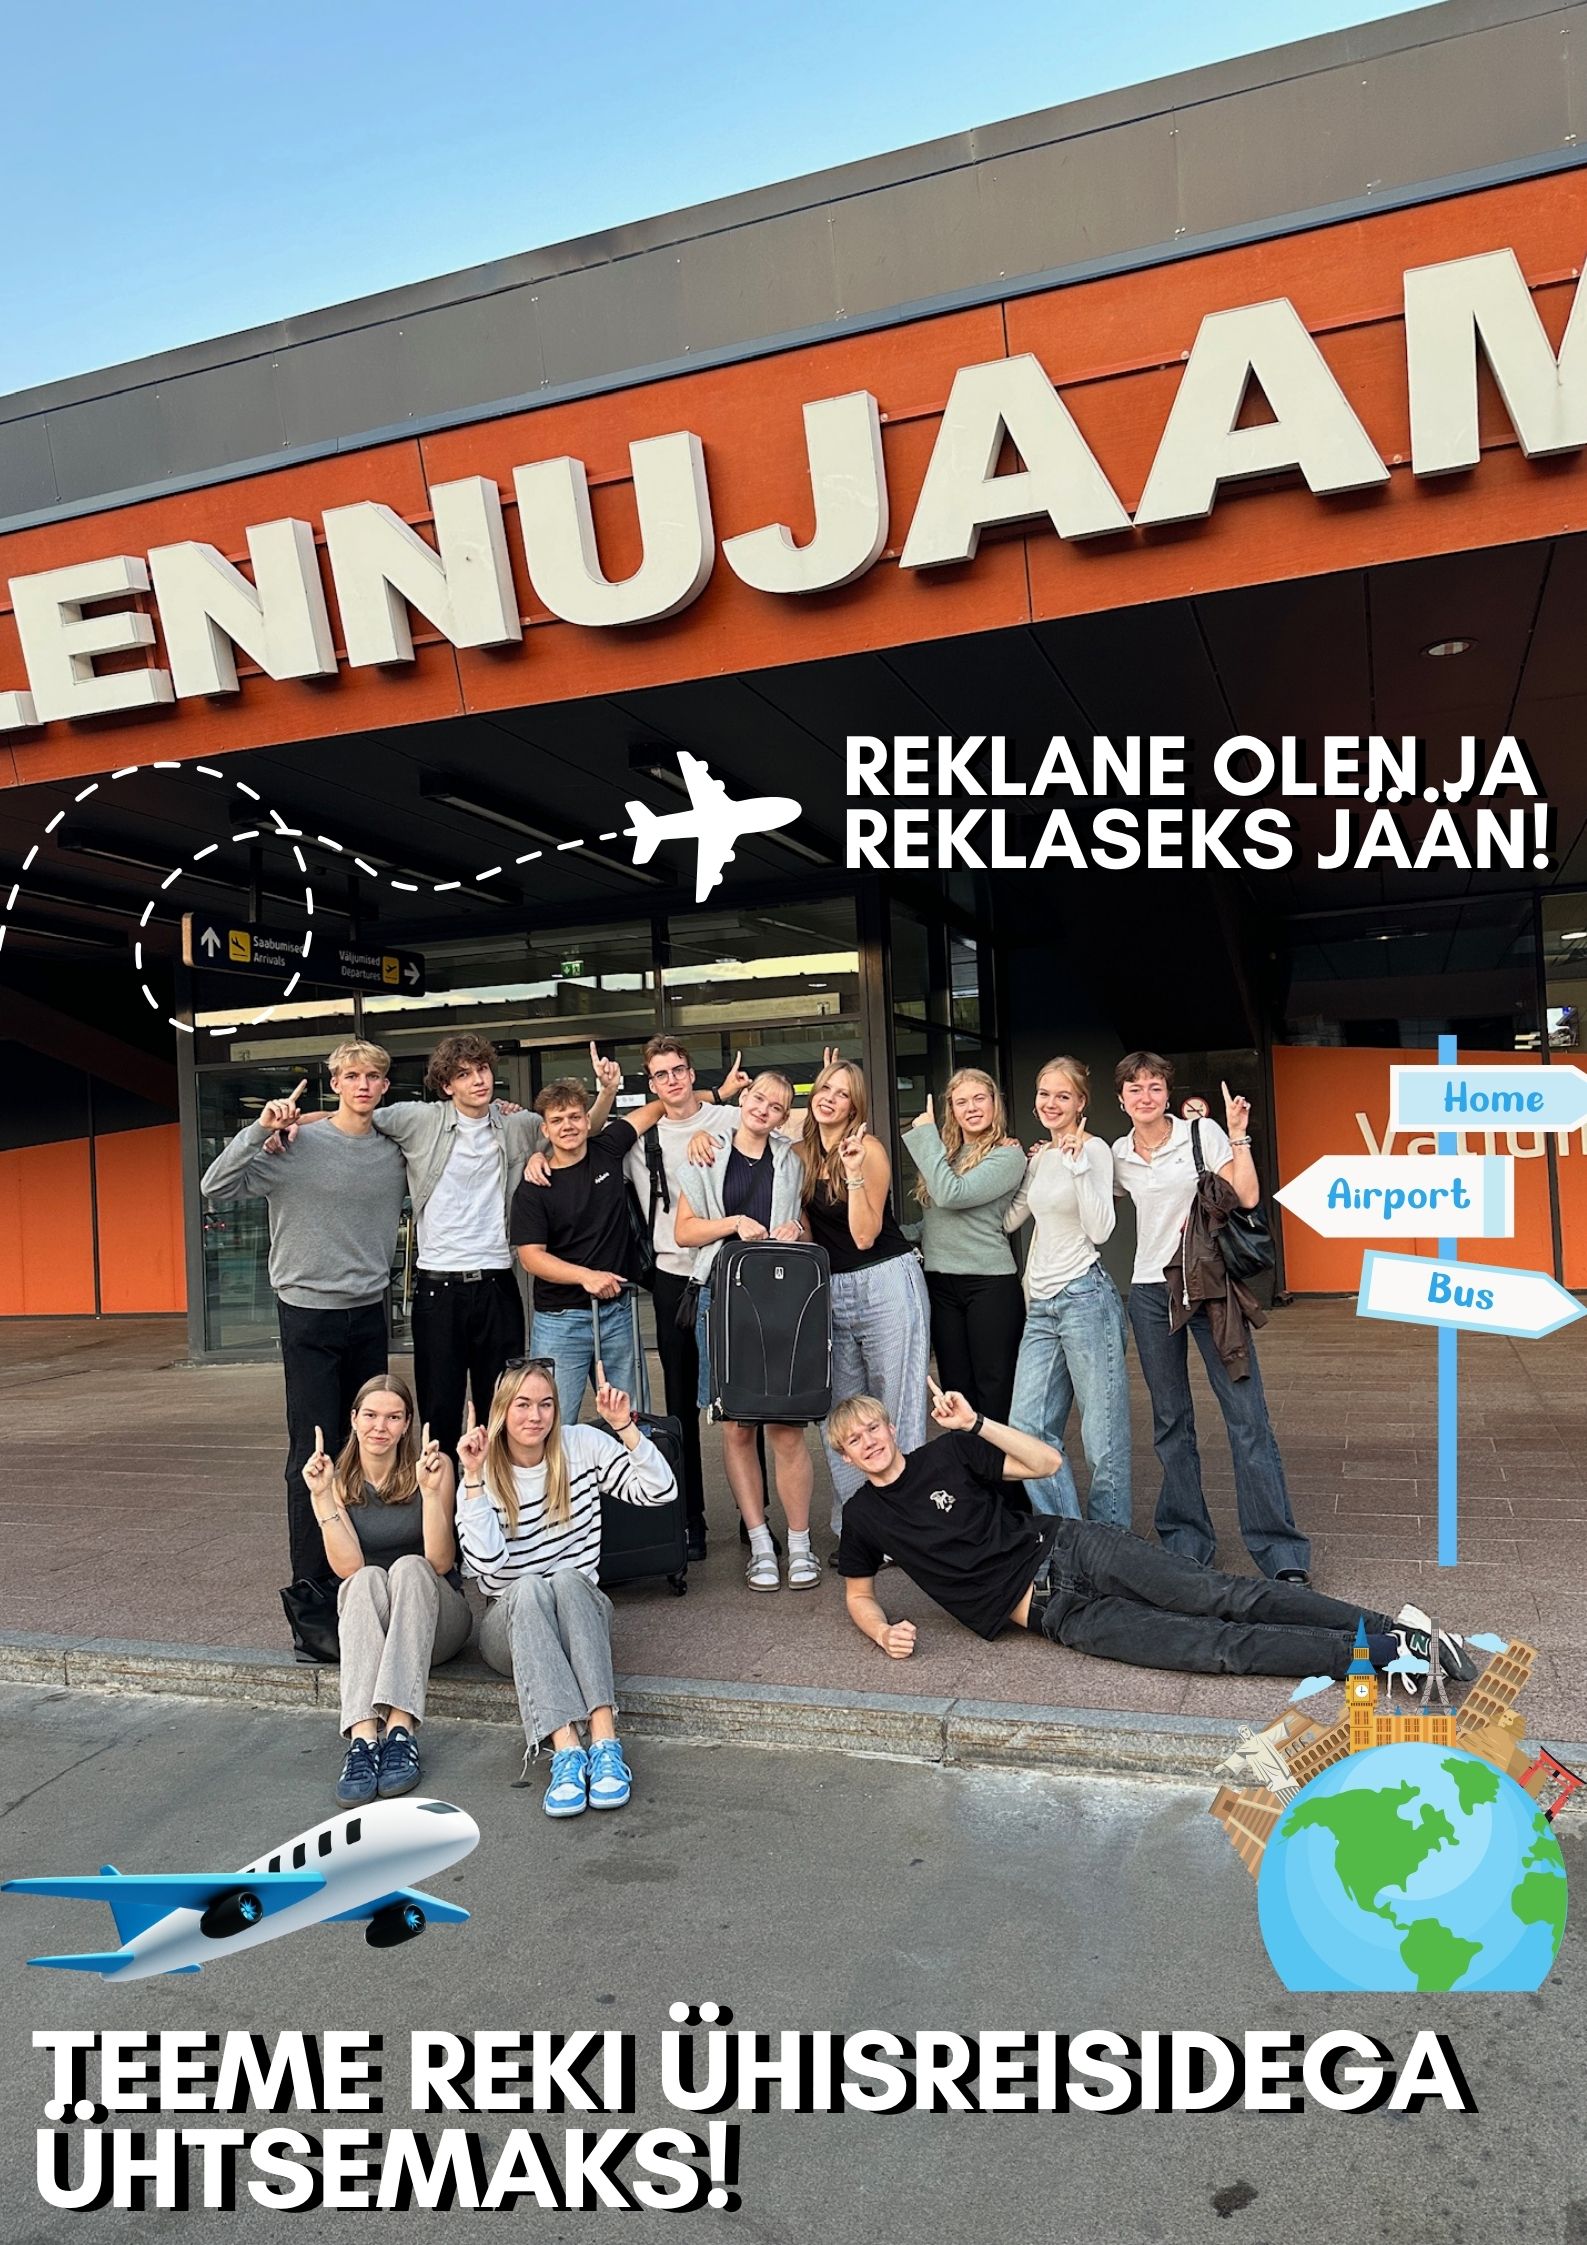 LENNUJAAM
REKLANE OLEN JA
REKLASEKS JÄÄN!
Saabumised
Arrivals
Väljumised
Departures
Home
Airport
Bus
N
TEEME REKI ÜHISREISIDEGA
ÜHTSEMAKS!